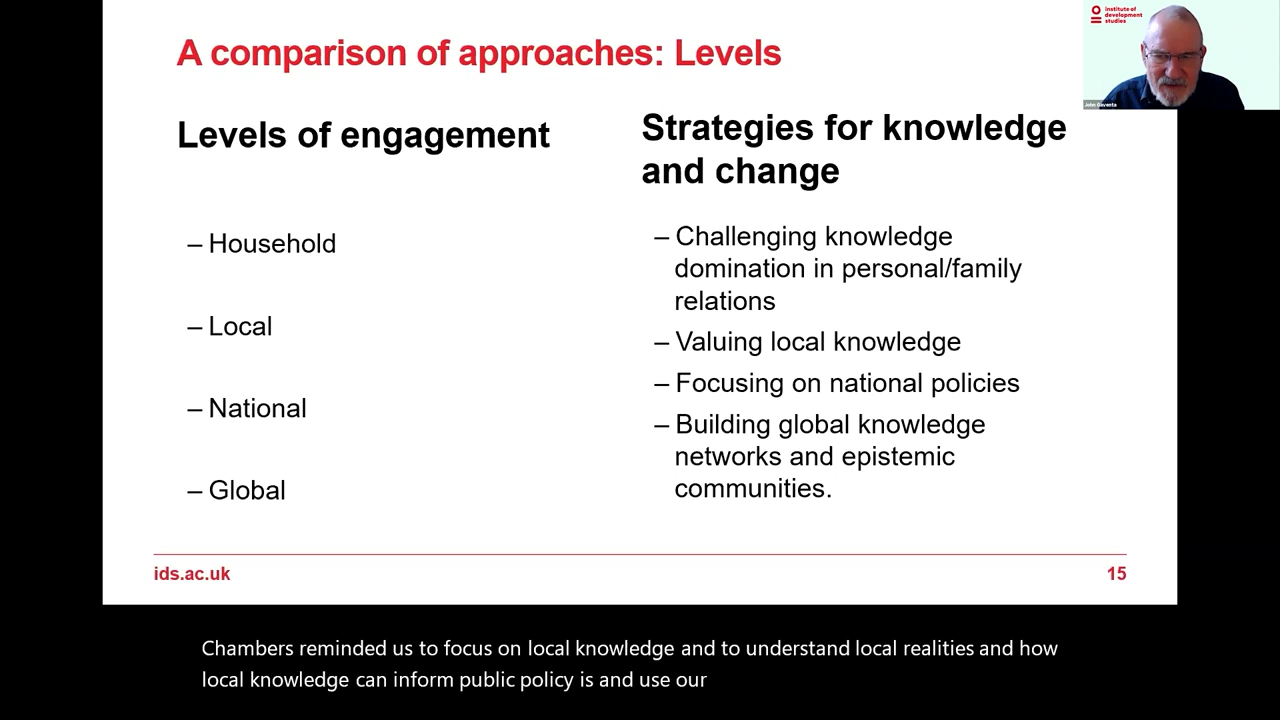 A comparison of approaches: Levels
institute of
development
studies
John Gaventa
Levels of engagement
– Household
– Local
– National
– Global
Strategies for knowledge
and change
– Challenging knowledge
domination in personal/family
relations
– Valuing local knowledge
– Focusing on national policies
– Building global knowledge
networks and epistemic
communities.
ids.ac.uk
15
Chambers reminded us to focus on local knowledge and to understand local realities and how
local knowledge can inform public policy is and use our